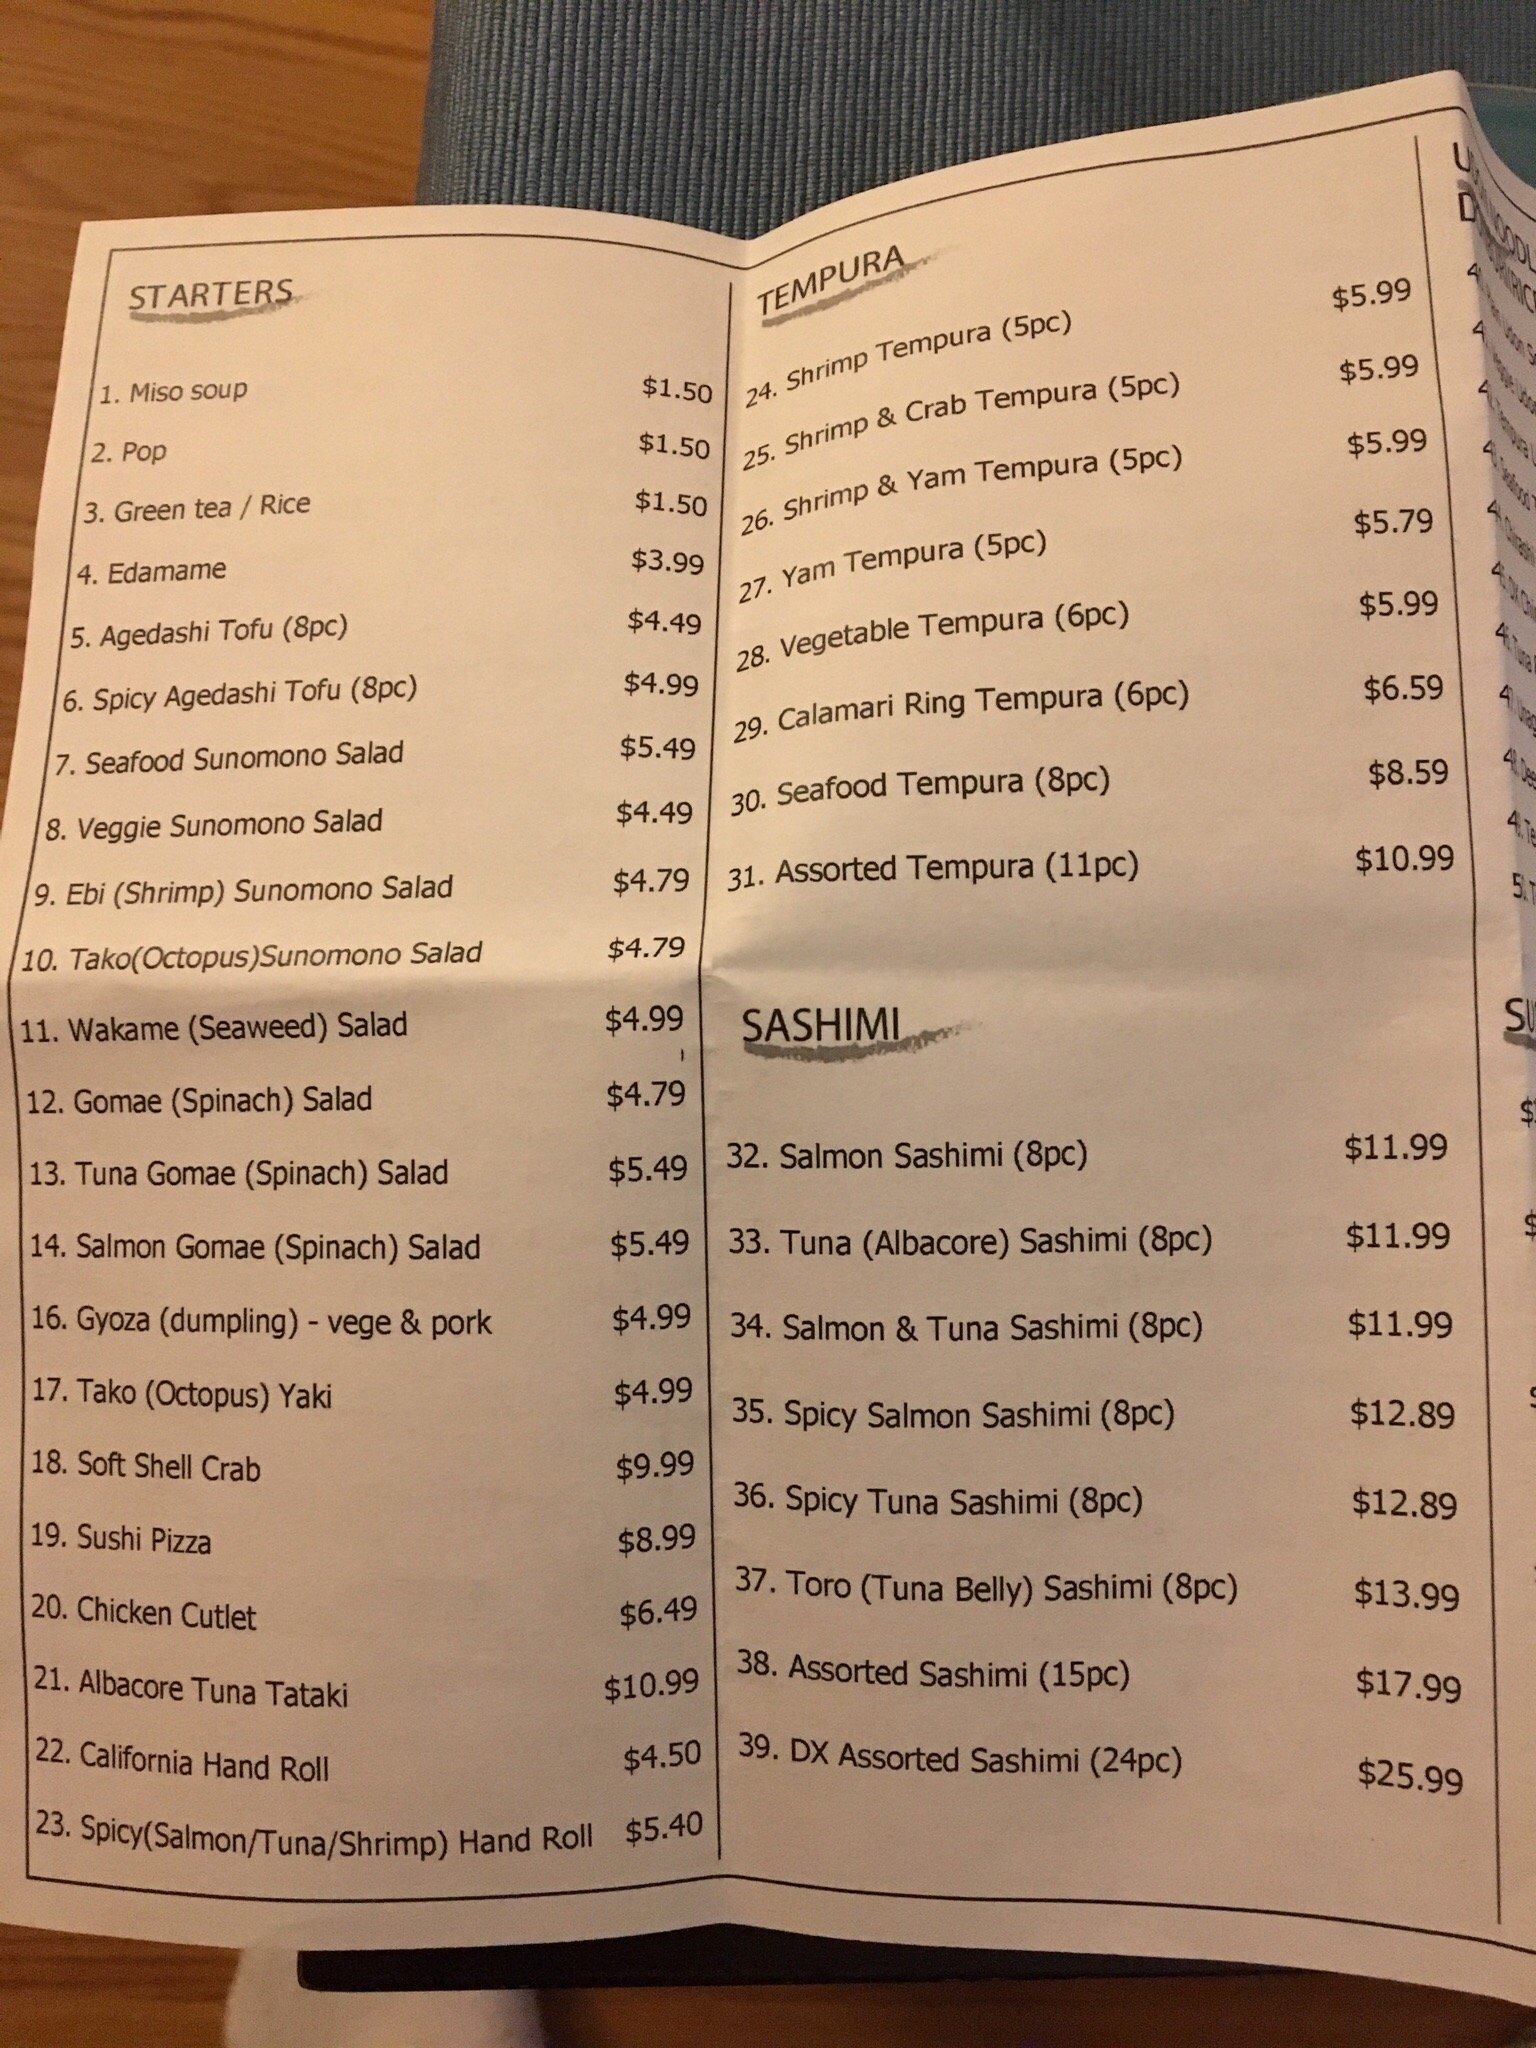 STARTERS
1. Miso soup $1.50
2. Pop $1.50
3. Green tea / Rice $1.50
4. Edamame $3.99
5. Agedashi Tofu (8pc) $4.49
6. Spicy Agedashi Tofu (8pc) $4.99
7. Seafood Sunomono Salad $5.49
8. Veggie Sunomono Salad $4.49
9. Ebi (Shrimp) Sunomono Salad $4.79
10. Tako(Octopus)Sunomono Salad $4.79
11. Wakame (Seaweed) Salad $4.99
12. Gomae (Spinach) Salad $4.79
13. Tuna Gomae (Spinach) Salad $5.49
14. Salmon Gomae (Spinach) Salad $5.49
16. Gyoza (dumpling) - vege & pork $4.99
17. Tako (Octopus) Yaki $4.99
18. Soft Shell Crab $9.99
19. Sushi Pizza $8.99
20. Chicken Cutlet $6.49
21. Albacore Tuna Tataki $10.99
22. California Hand Roll $4.50
23. Spicy(Salmon/Tuna/Shrimp) Hand Roll $5.40
TEMPURA
24. Shrimp Tempura (5pc) $5.99
25. Shrimp & Crab Tempura (5pc) $5.99
26. Shrimp & Yam Tempura (5pc) $5.99
27. Yam Tempura (5pc) $5.79
28. Vegetable Tempura (6pc) $5.99
29. Calamari Ring Tempura (6pc) $6.59
30. Seafood Tempura (8pc) $8.59
31. Assorted Tempura (11pc) $10.99
SASHIMI
32. Salmon Sashimi (8pc) $11.99
33. Tuna (Albacore) Sashimi (8pc) $11.99
34. Salmon & Tuna Sashimi (8pc) $11.99
35. Spicy Salmon Sashimi (8pc) $12.89
36. Spicy Tuna Sashimi (8pc) $12.89
37. Toro (Tuna Belly) Sashimi (8pc) $13.99
38. Assorted Sashimi (15pc) $17.99
39. DX Assorted Sashimi (24pc) $25.99